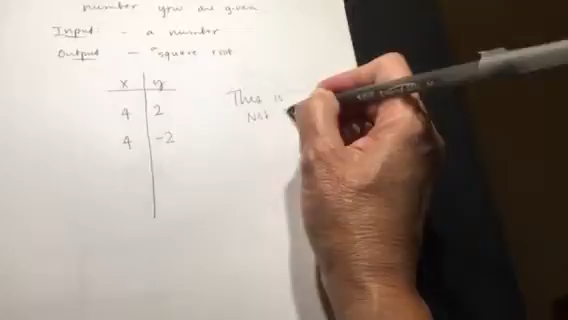 number you are given
Input: - a number
Output - square root
x y
4 2
4 -2
This is
Not